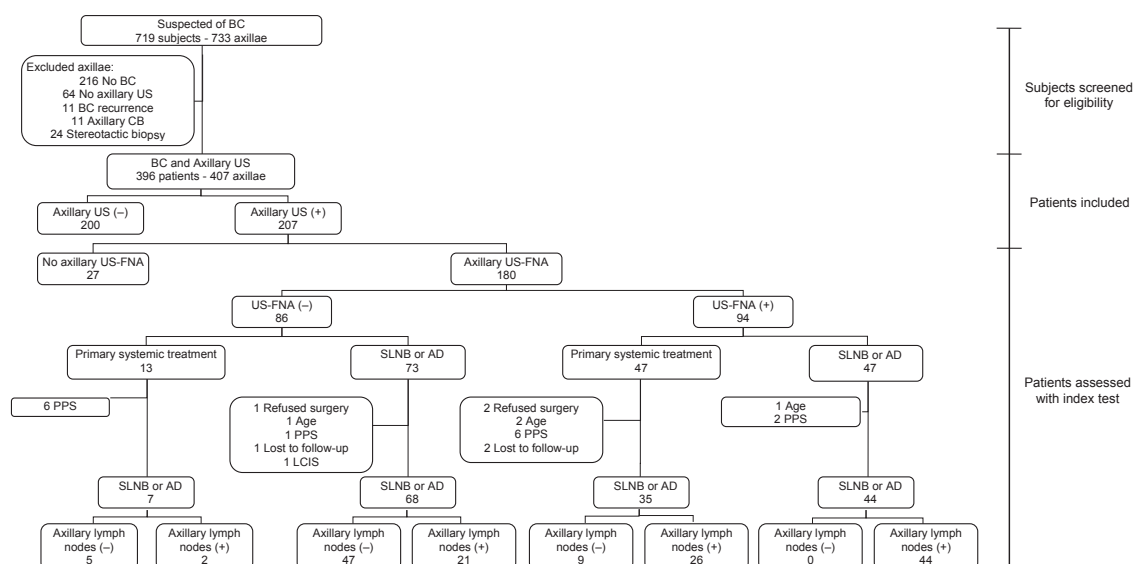 Suspected of BC
719 subjects - 733 axillae
Excluded axillae:
216 No BC
64 No axillary US
11 BC recurrence
11 Axillary CB
24 Stereotactic biopsy
Subjects screened
for eligibility
BC and Axillary US
396 patients - 407 axillae
Axillary US (–)
200
Axillary US (+)
207
Patients included
No axillary US-FNA
27
Axillary US-FNA
180
US-FNA (–)
86
US-FNA (+)
94
Primary systemic treatment
13
SLNB or AD
73
Primary systemic treatment
47
SLNB or AD
47
Patients assessed
with index test
6 PPS
1 Refused surgery
1 Age
1 PPS
1 Lost to follow-up
1 LCIS
2 Refused surgery
2 Age
6 PPS
2 Lost to follow-up
1 Age
2 PPS
SLNB or AD
7
SLNB or AD
68
SLNB or AD
35
SLNB or AD
44
Axillary lymph
nodes (–)
5
Axillary lymph
nodes (+)
2
Axillary lymph
nodes (–)
47
Axillary lymph
nodes (+)
21
Axillary lymph
nodes (–)
9
Axillary lymph
nodes (+)
26
Axillary lymph
nodes (–)
0
Axillary lymph
nodes (+)
44